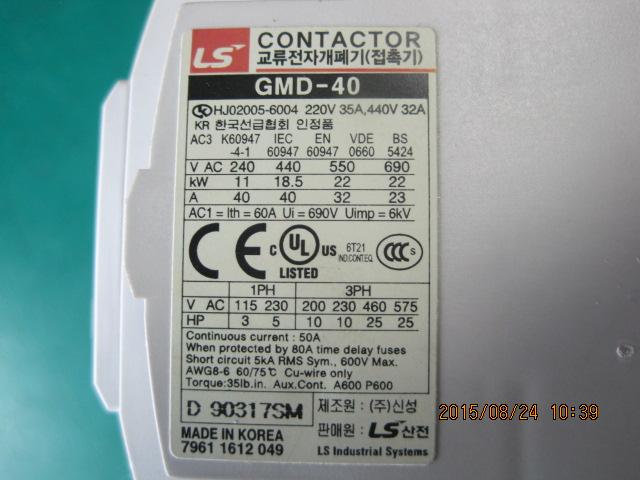 LS CONTACTOR
교류전자개폐기(접촉기)
GMD-40
HJ02005-6004 220V 35A,440V 32A
KR 한국선급협회 인정품
AC3 K60947 IEC EN VDE BS
-4-1 60947 60947 0660 5424
V AC 240 440 550 690
kW 11 18.5 22 22
A 40 40 32 23
AC1 = Ith = 60A Ui = 690V Uimp = 6kV
CE C UL US 6T21 CCC S
IND.CONT.EQ.
LISTED
1PH 3PH
V AC 115 230 200 230 460 575
HP 3 5 10 10 25 25
Continuous current : 50A
When protected by 80A time delay fuses
Short circuit 5kA RMS Sym., 600V Max.
AWG8-6 60/75℃ Cu-wire only
Torque:35lb.in. Aux.Cont. A600 P600
D 90317SM 제조원 : (주)신성
MADE IN KOREA 판매원 : LS산전
7961 1612 049 LS Industrial Systems
2015/08/24 10:39